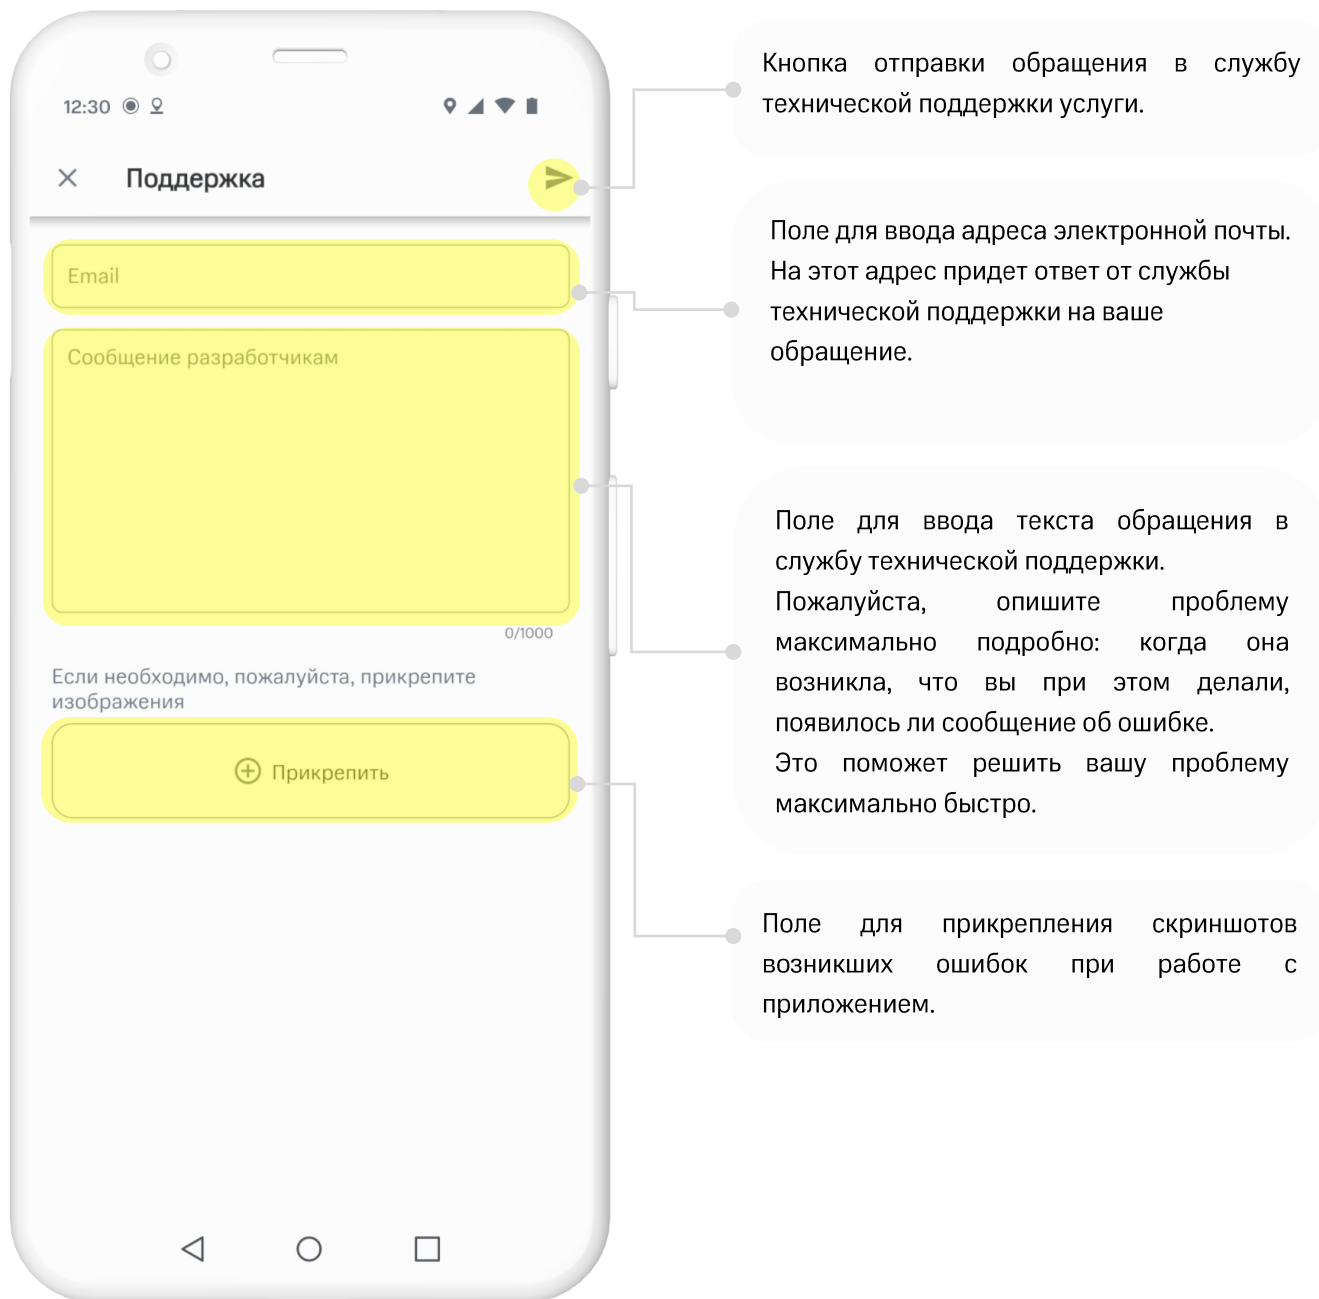 12:30
Поддержка
Email
Сообщение разработчикам
0/1000
Если необходимо, пожалуйста, прикрепите
изображения
Прикрепить
Кнопка отправки обращения в службу
технической поддержки услуги.
Поле для ввода адреса электронной почты.
На этот адрес придет ответ от службы
технической поддержки на ваше
обращение.
Поле для ввода текста обращения в
службу технической поддержки.
Пожалуйста, опишите проблему
максимально подробно: когда она
возникла, что вы при этом делали,
появилось ли сообщение об ошибке.
Это поможет решить вашу проблему
максимально быстро.
Поле для прикрепления скриншотов
возникших ошибок при работе с
приложением.